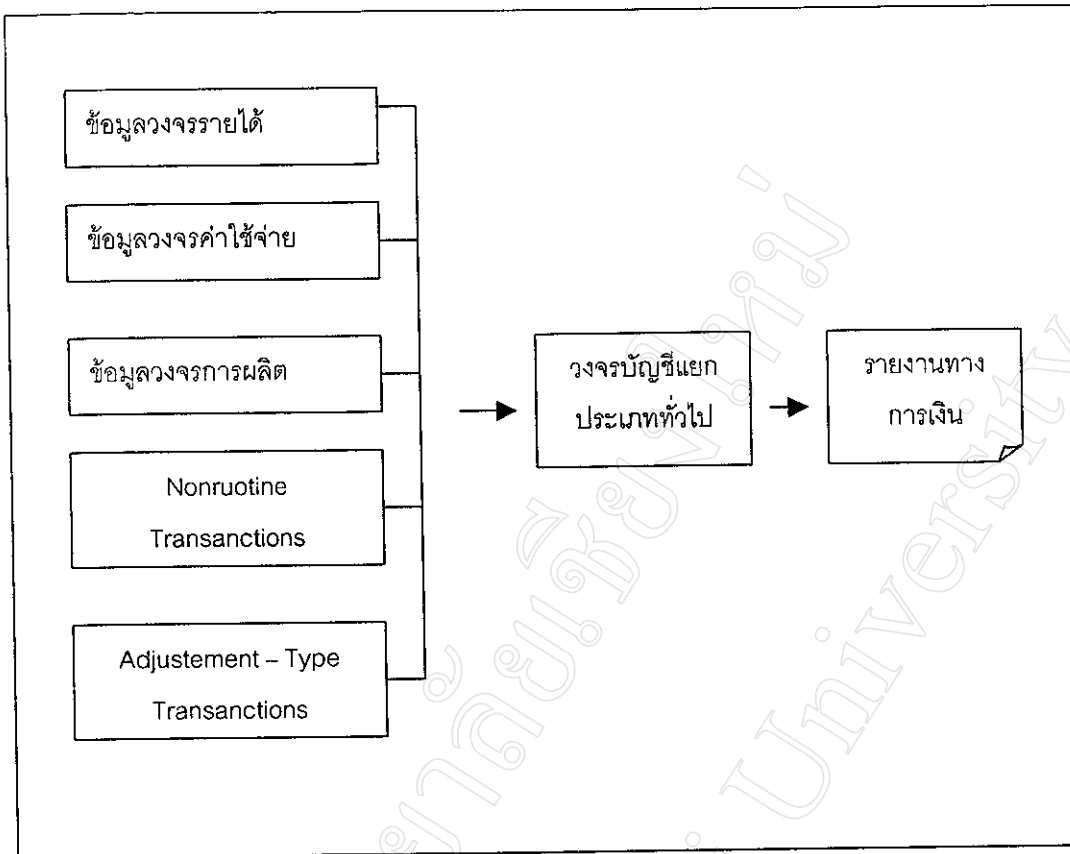 ข้อมูลวงจรรายได้
ข้อมูลวงจรค่าใช้จ่าย
ข้อมูลวงจรการผลิต
Nonruotine
Transanctions
Adjustement – Type
Transanctions
วงจรบัญชีแยก
ประเภททั่วไป
รายงานทาง
การเงิน
University